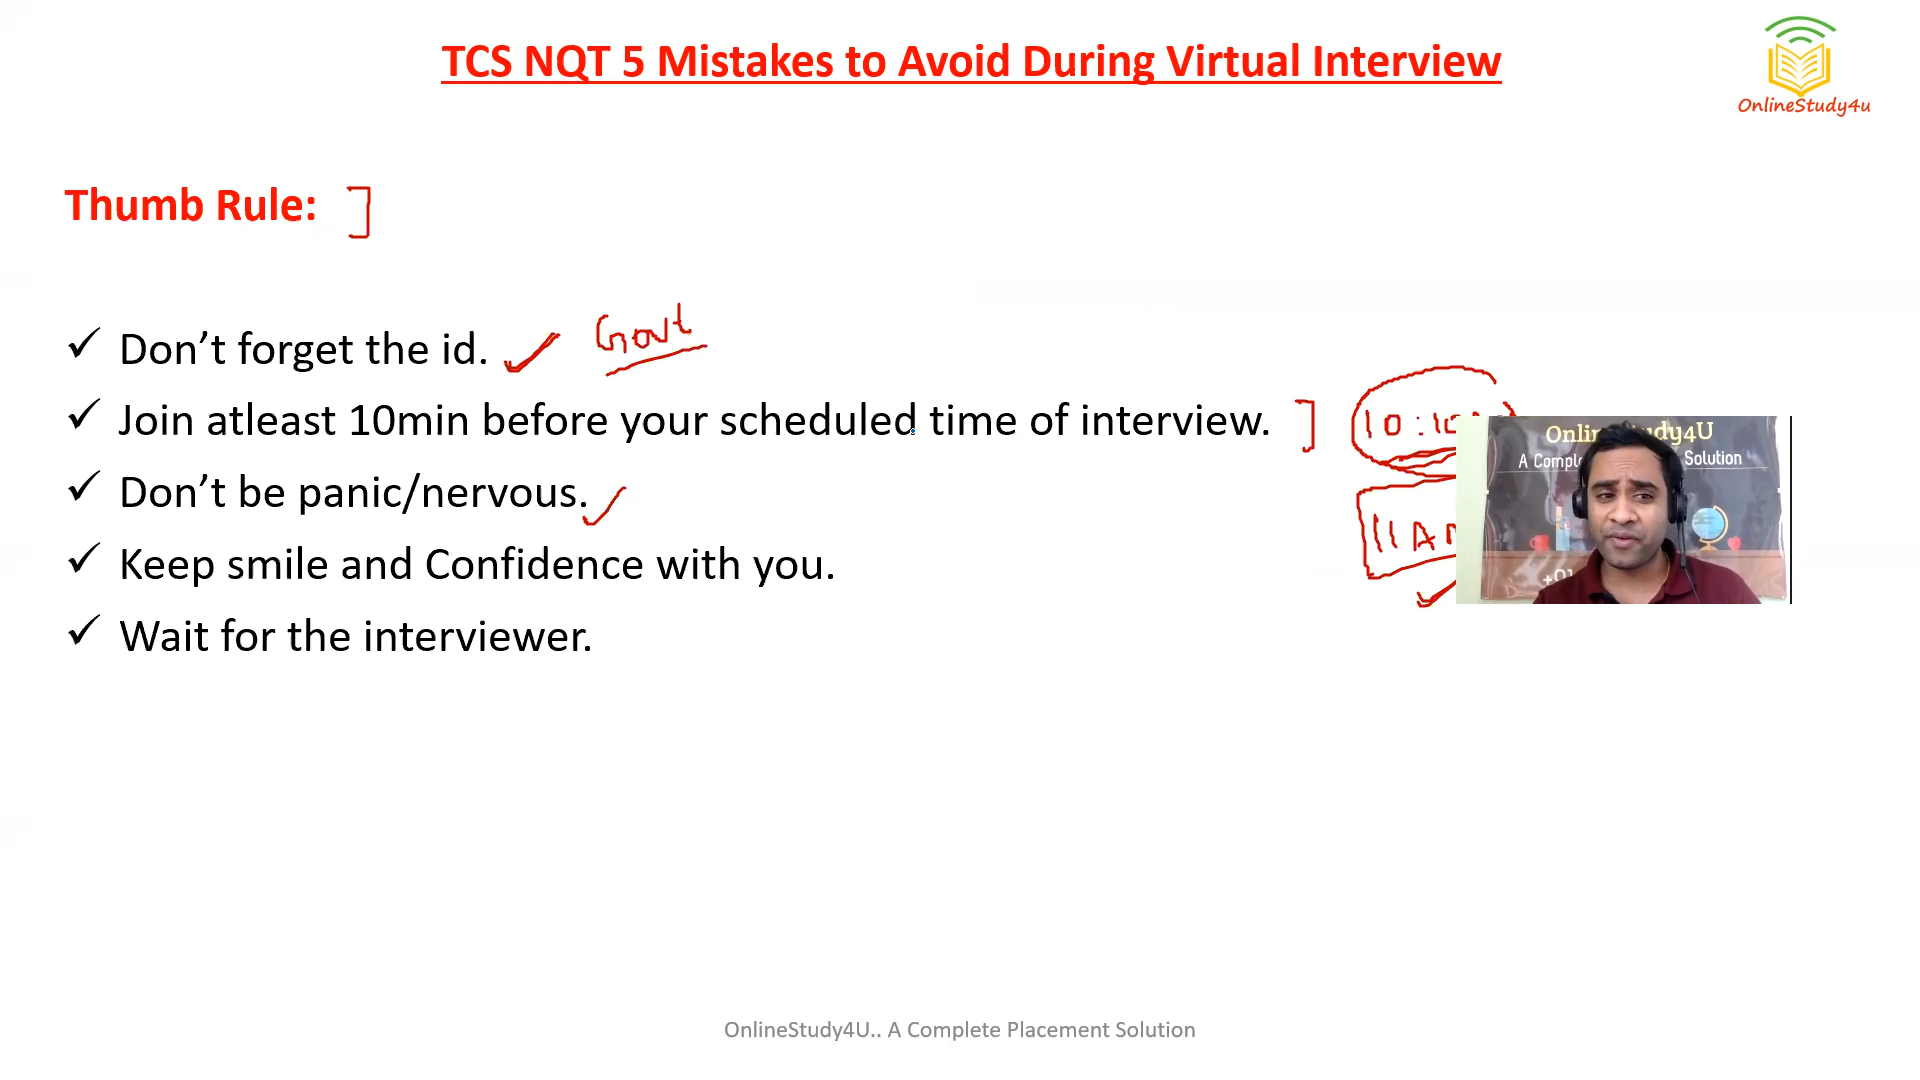 TCS NQT 5 Mistakes to Avoid During Virtual Interview
OnlineStudy4u
Thumb Rule:
Don't forget the id.
Govt
Join atleast 10min before your scheduled time of interview.
Don't be panic/nervous.
11 A
Keep smile and Confidence with you.
Wait for the interviewer.
A Solution
OnlineStudy4U.. A Complete Placement Solution